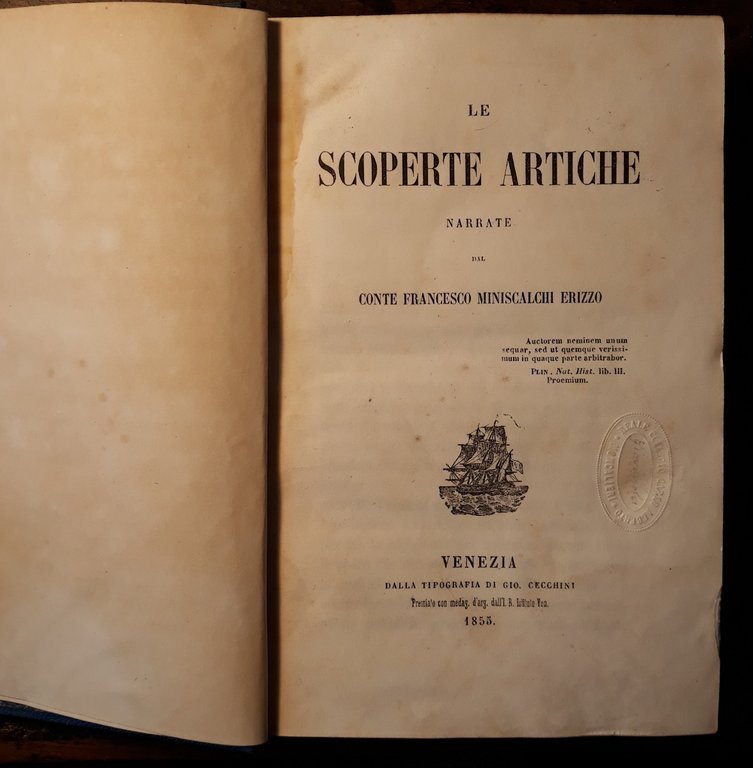 LE
SCOPERTE ARTICHE
NARRATE
DAL
CONTE FRANCESCO MINISCALCHI ERIZZO
Auctorem neminem unum
sequar, sed ut quemque verissi-
mum in quaque parte arbitrabor.
PLIN. Nat. Hist. lib. III.
Proemium.
VENEZIA
DALLA TIPOGRAFIA DI GIO. CECCHINI
Premiato con medag. d'arg. dall'I. R. Istituto Ven.
1855.